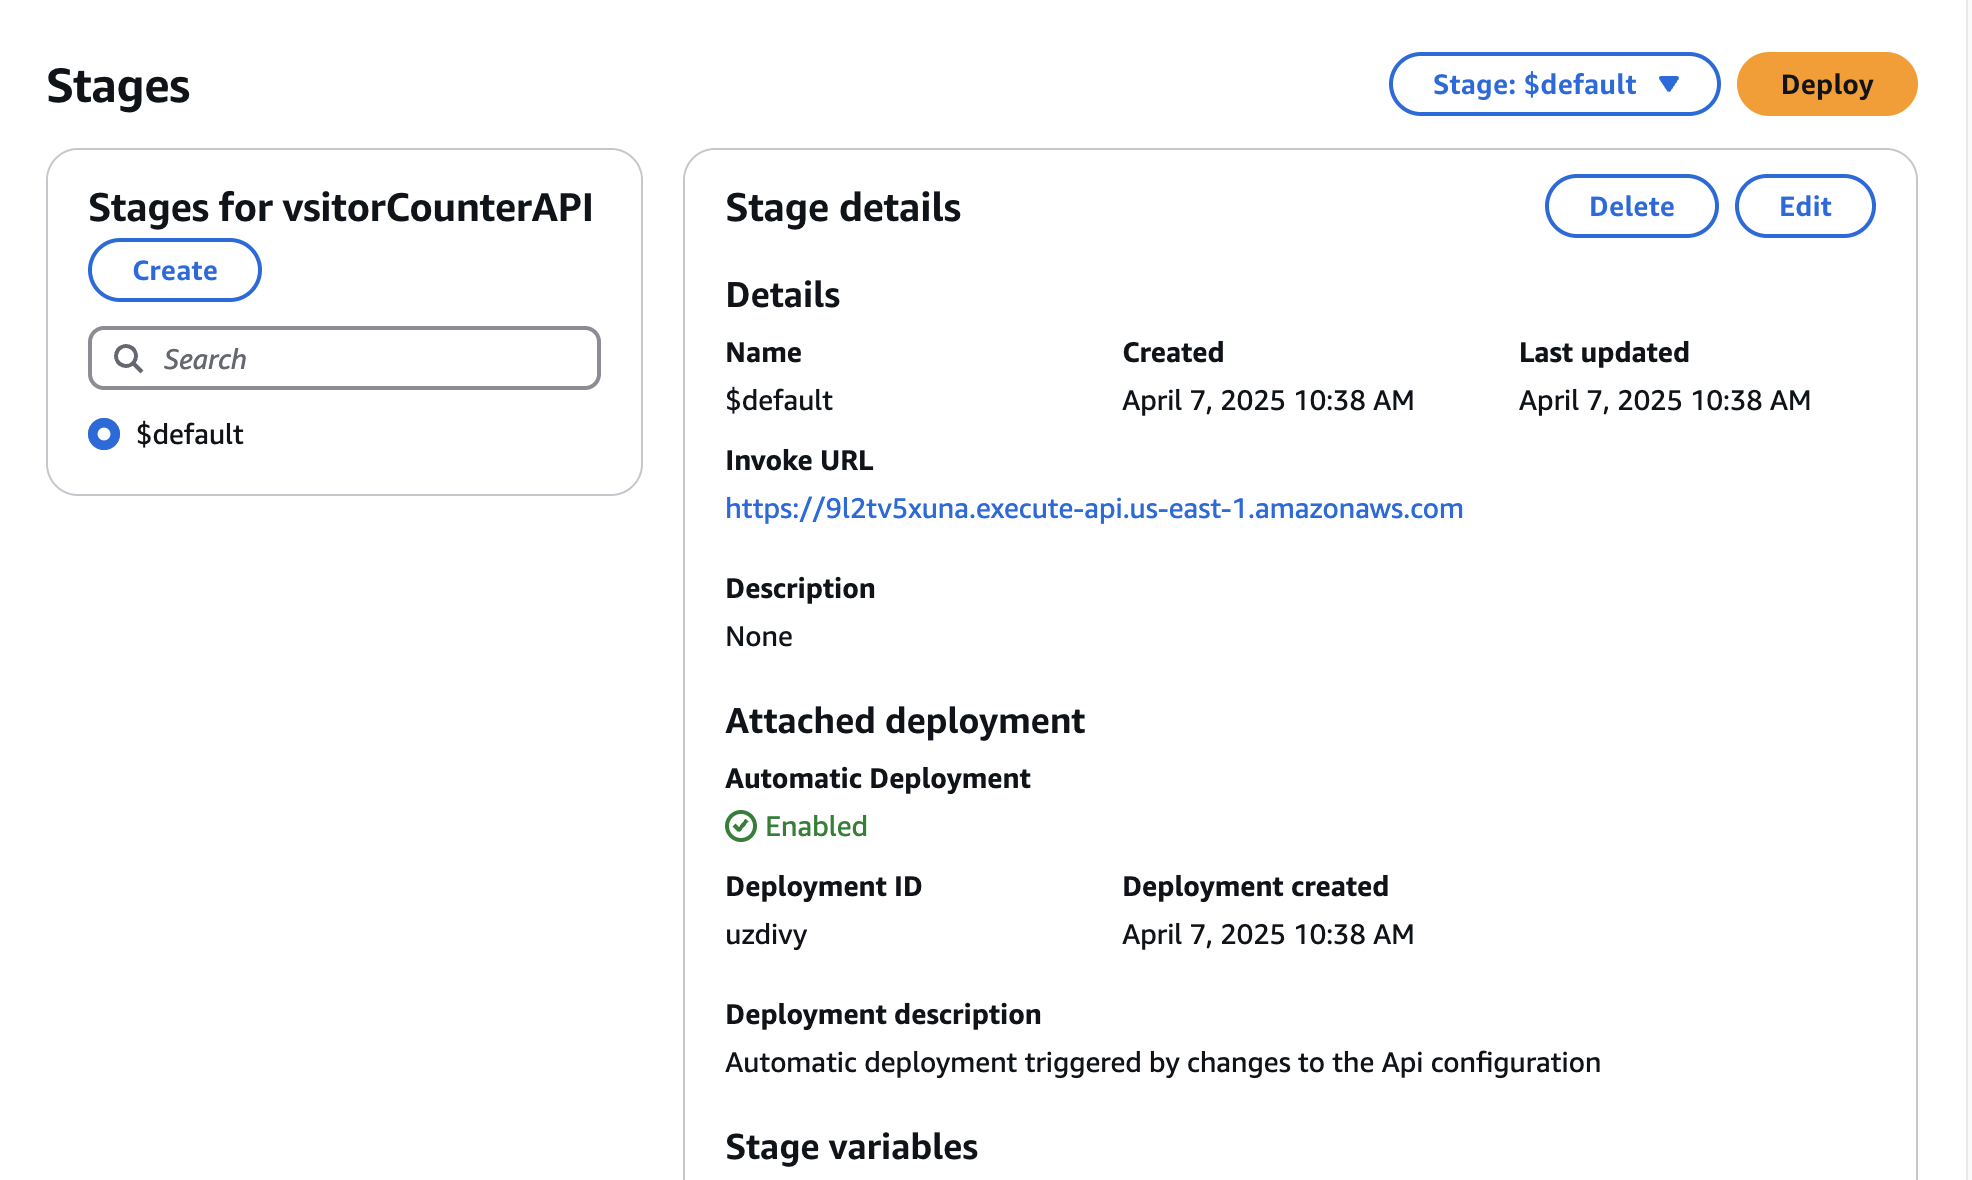 Stages
Stage: $default
Deploy
Stages for vsitorCounterAPI
Create
Search
$default
Stage details
Delete
Edit
Details
Name
Created
Last updated
$default
April 7, 2025 10:38 AM
April 7, 2025 10:38 AM
Invoke URL
https://9l2tv5xuna.execute-api.us-east-1.amazonaws.com
Description
None
Attached deployment
Automatic Deployment
Enabled
Deployment ID
Deployment created
uzdivy
April 7, 2025 10:38 AM
Deployment description
Automatic deployment triggered by changes to the Api configuration
Stage variables